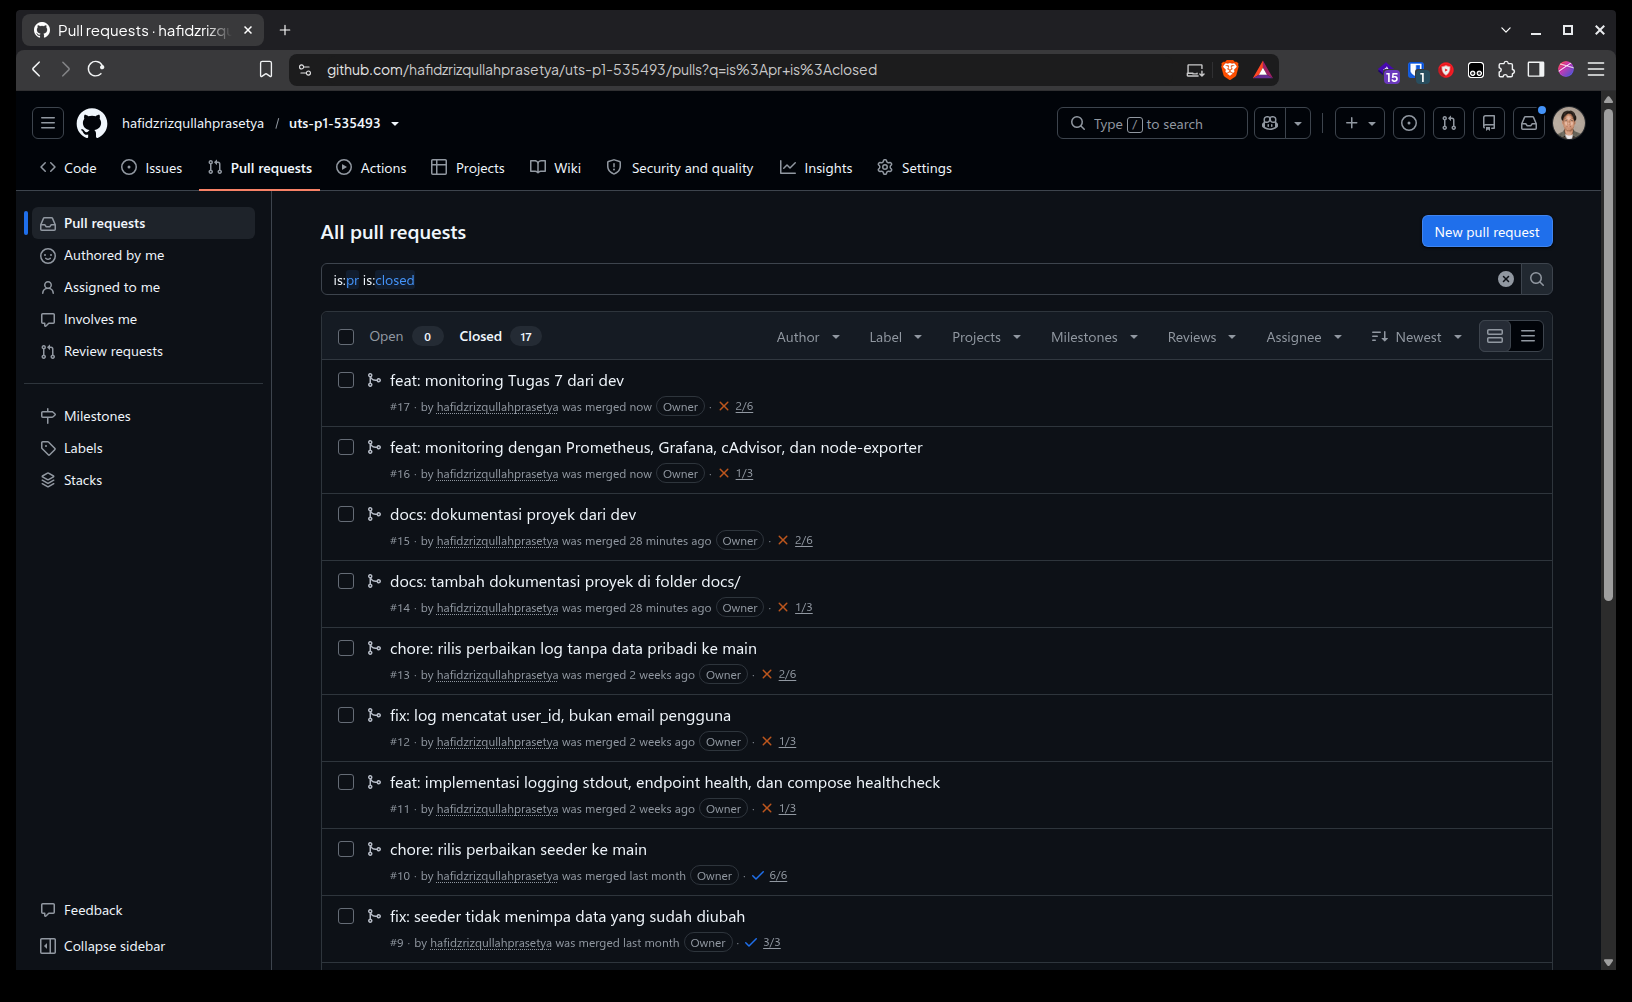 Pull requests · hafidzrizq
github.com/hafidzrizqullahprasetya/uts-p1-535493/pulls?q=is%3Apr+is%3Aclosed
15
1
hafidzrizqullahprasetya / uts-p1-535493
Type / to search
Code
Issues
Pull requests
Actions
Projects
Wiki
Security and quality
Insights
Settings
Pull requests
Authored by me
Assigned to me
Involves me
Review requests
Milestones
Labels
Stacks
Feedback
Collapse sidebar
All pull requests
New pull request
is:pr is:closed
Open 0 Closed 17 Author Label Projects Milestones Reviews Assignee Newest
feat: monitoring Tugas 7 dari dev
#17 · by hafidzrizqullahprasetya was merged now Owner · 2/6
feat: monitoring dengan Prometheus, Grafana, cAdvisor, dan node-exporter
#16 · by hafidzrizqullahprasetya was merged now Owner · 1/3
docs: dokumentasi proyek dari dev
#15 · by hafidzrizqullahprasetya was merged 28 minutes ago Owner · 2/6
docs: tambah dokumentasi proyek di folder docs/
#14 · by hafidzrizqullahprasetya was merged 28 minutes ago Owner · 1/3
chore: rilis perbaikan log tanpa data pribadi ke main
#13 · by hafidzrizqullahprasetya was merged 2 weeks ago Owner · 2/6
fix: log mencatat user_id, bukan email pengguna
#12 · by hafidzrizqullahprasetya was merged 2 weeks ago Owner · 1/3
feat: implementasi logging stdout, endpoint health, dan compose healthcheck
#11 · by hafidzrizqullahprasetya was merged 2 weeks ago Owner · 1/3
chore: rilis perbaikan seeder ke main
#10 · by hafidzrizqullahprasetya was merged last month Owner · 6/6
fix: seeder tidak menimpa data yang sudah diubah
#9 · by hafidzrizqullahprasetya was merged last month Owner · 3/3